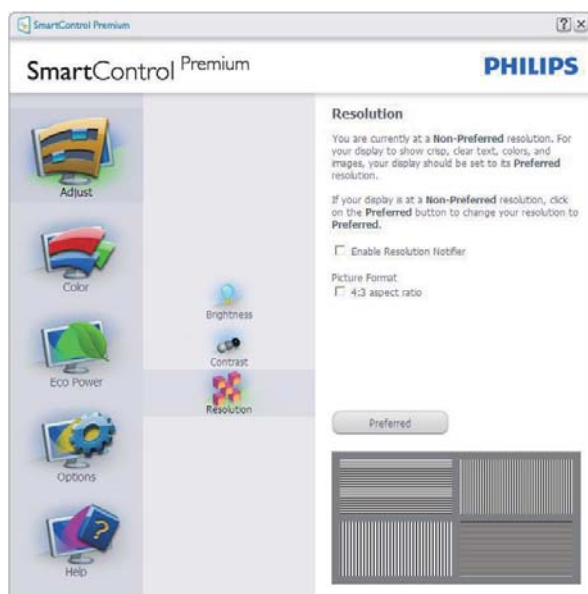 SmartControl Premium
? ×
SmartControl Premium
PHILIPS
Adjust
Color
Eco Power
Options
Help
Brightness
Contrast
Resolution
Resolution
You are currently at a Non-Preferred resolution. For
your display to show crisp, clear text, colors, and
images, your display should be set to its Preferred
resolution.
If your display is at a Non-Preferred resolution, click
on the Preferred button to change your resolution to
Preferred.
Enable Resolution Notifier
Picture Format
4:3 aspect ratio
Preferred